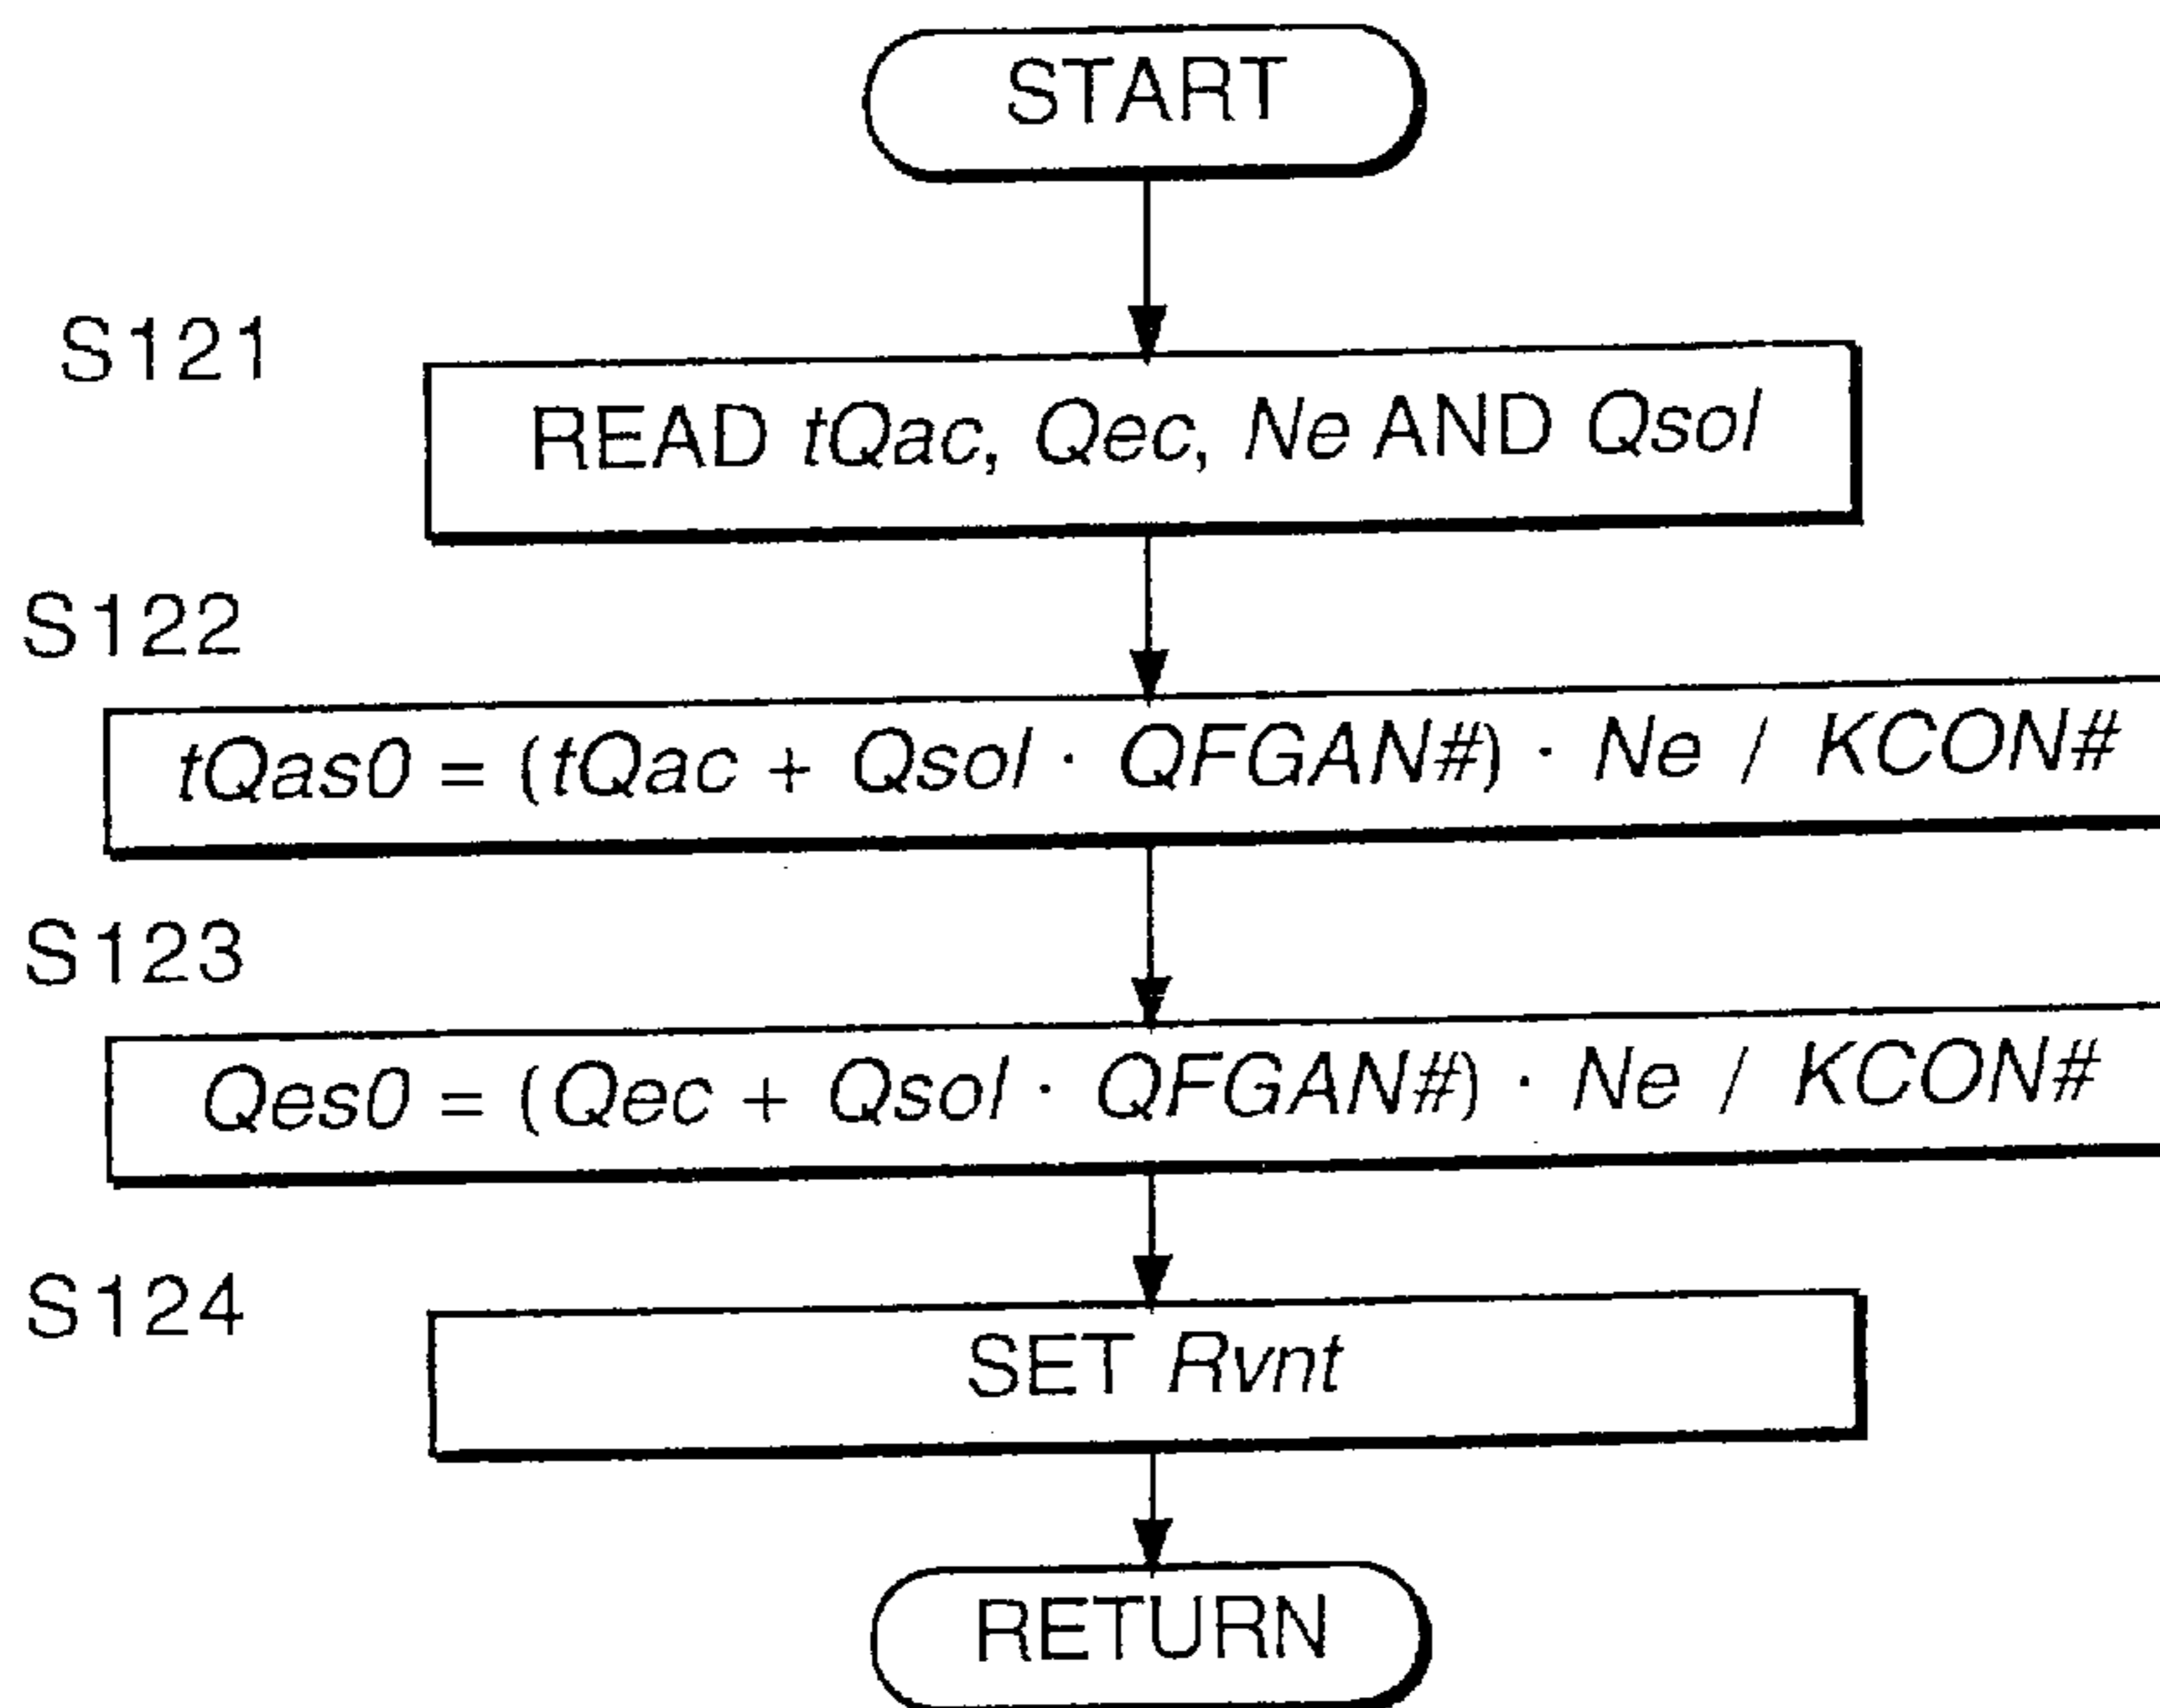 START
S121
READ tQac, Qec, Ne AND Qsol
S122
tQas0 = (tQac + Qsol · QFGAN#) · Ne / KCON#
S123
Qes0 = (Qec + Qsol · QFGAN#) · Ne / KCON#
S124
SET Rvnt
RETURN